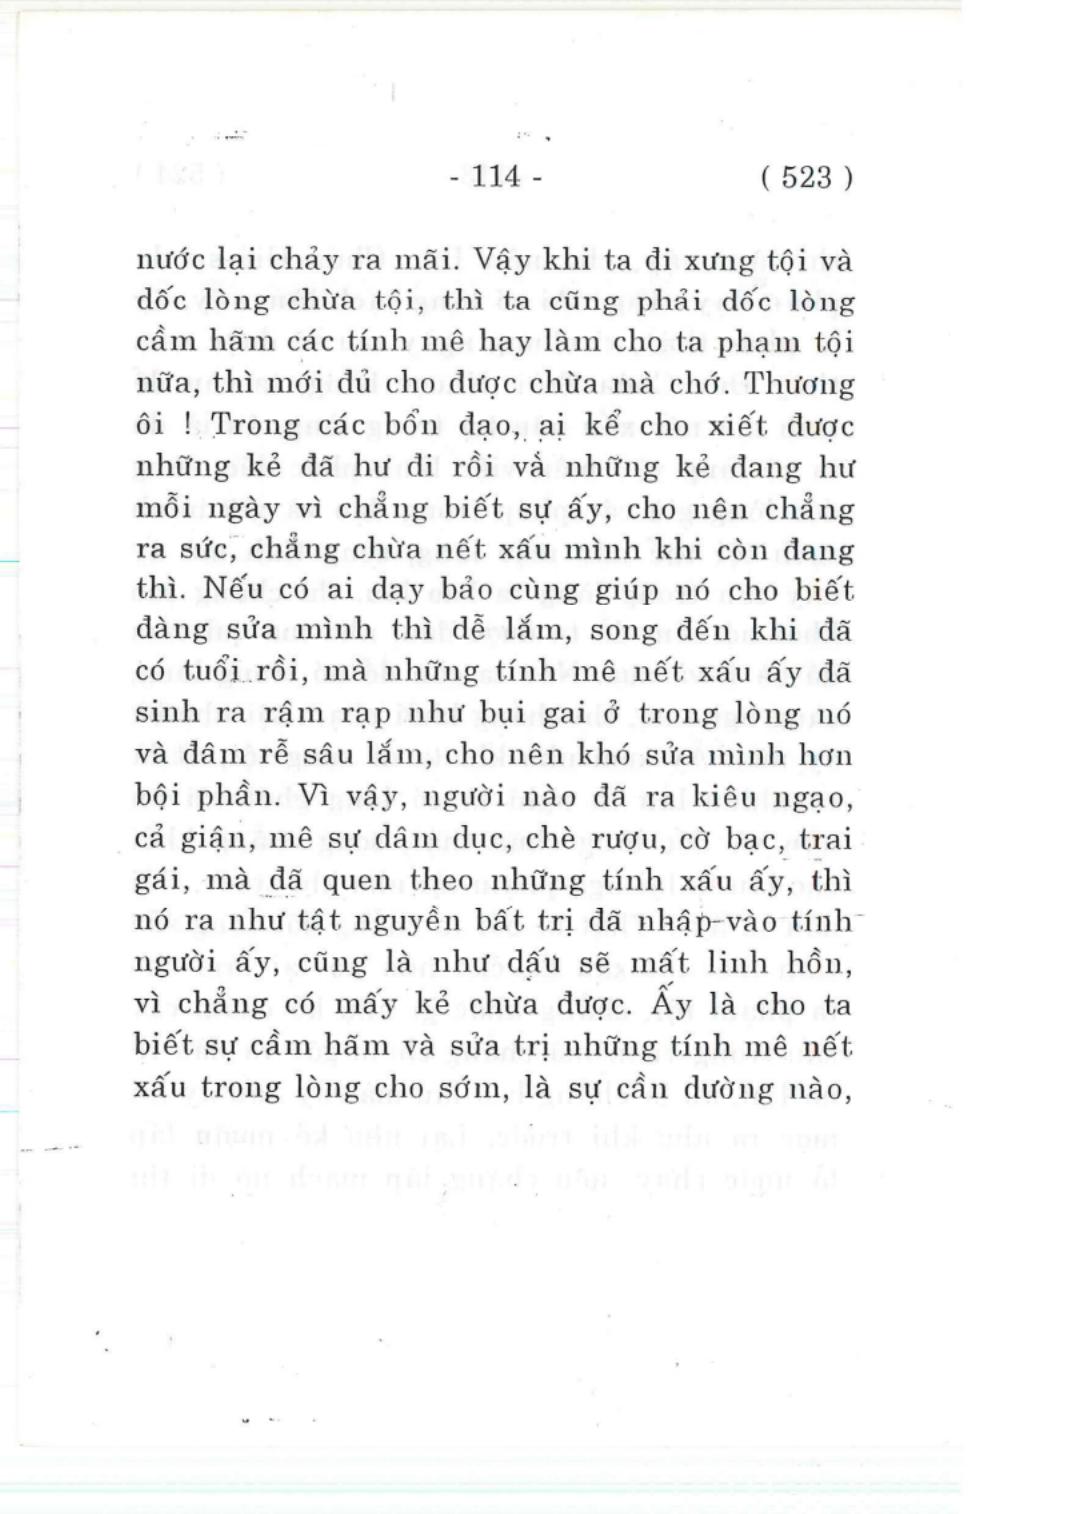 - 114 - ( 523 )
nước lại chảy ra mãi. Vậy khi ta đi xưng tội và
dốc lòng chừa tội, thì ta cũng phải dốc lòng
cầm hãm các tính mê hay làm cho ta phạm tội
nữa, thì mới đủ cho được chừa mà chớ. Thương
ôi ! Trong các bổn đạo, ai kể cho xiết được
những kẻ đã hư đi rồi và những kẻ đang hư
mỗi ngày vì chẳng biết sự ấy, cho nên chẳng
ra sức, chẳng chừa nết xấu mình khi còn đang
thì. Nếu có ai dạy bảo cùng giúp nó cho biết
đàng sửa mình thì dễ lắm, song đến khi đã
có tuổi rồi, mà những tính mê nết xấu ấy đã
sinh ra rậm rạp như bụi gai ở trong lòng nó
và đâm rễ sâu lắm, cho nên khó sửa mình hơn
bội phần. Vì vậy, người nào đã ra kiêu ngạo,
cả giận, mê sự dâm dục, chè rượu, cờ bạc, trai
gái, mà đã quen theo những tính xấu ấy, thì
nó ra như tật nguyền bất trị đã nhập vào tính
người ấy, cũng là như dấu sẽ mất linh hồn,
vì chẳng có mấy kẻ chừa được. Ấy là cho ta
biết sự cầm hãm và sửa trị những tính mê nết
xấu trong lòng cho sớm, là sự cần dường nào,